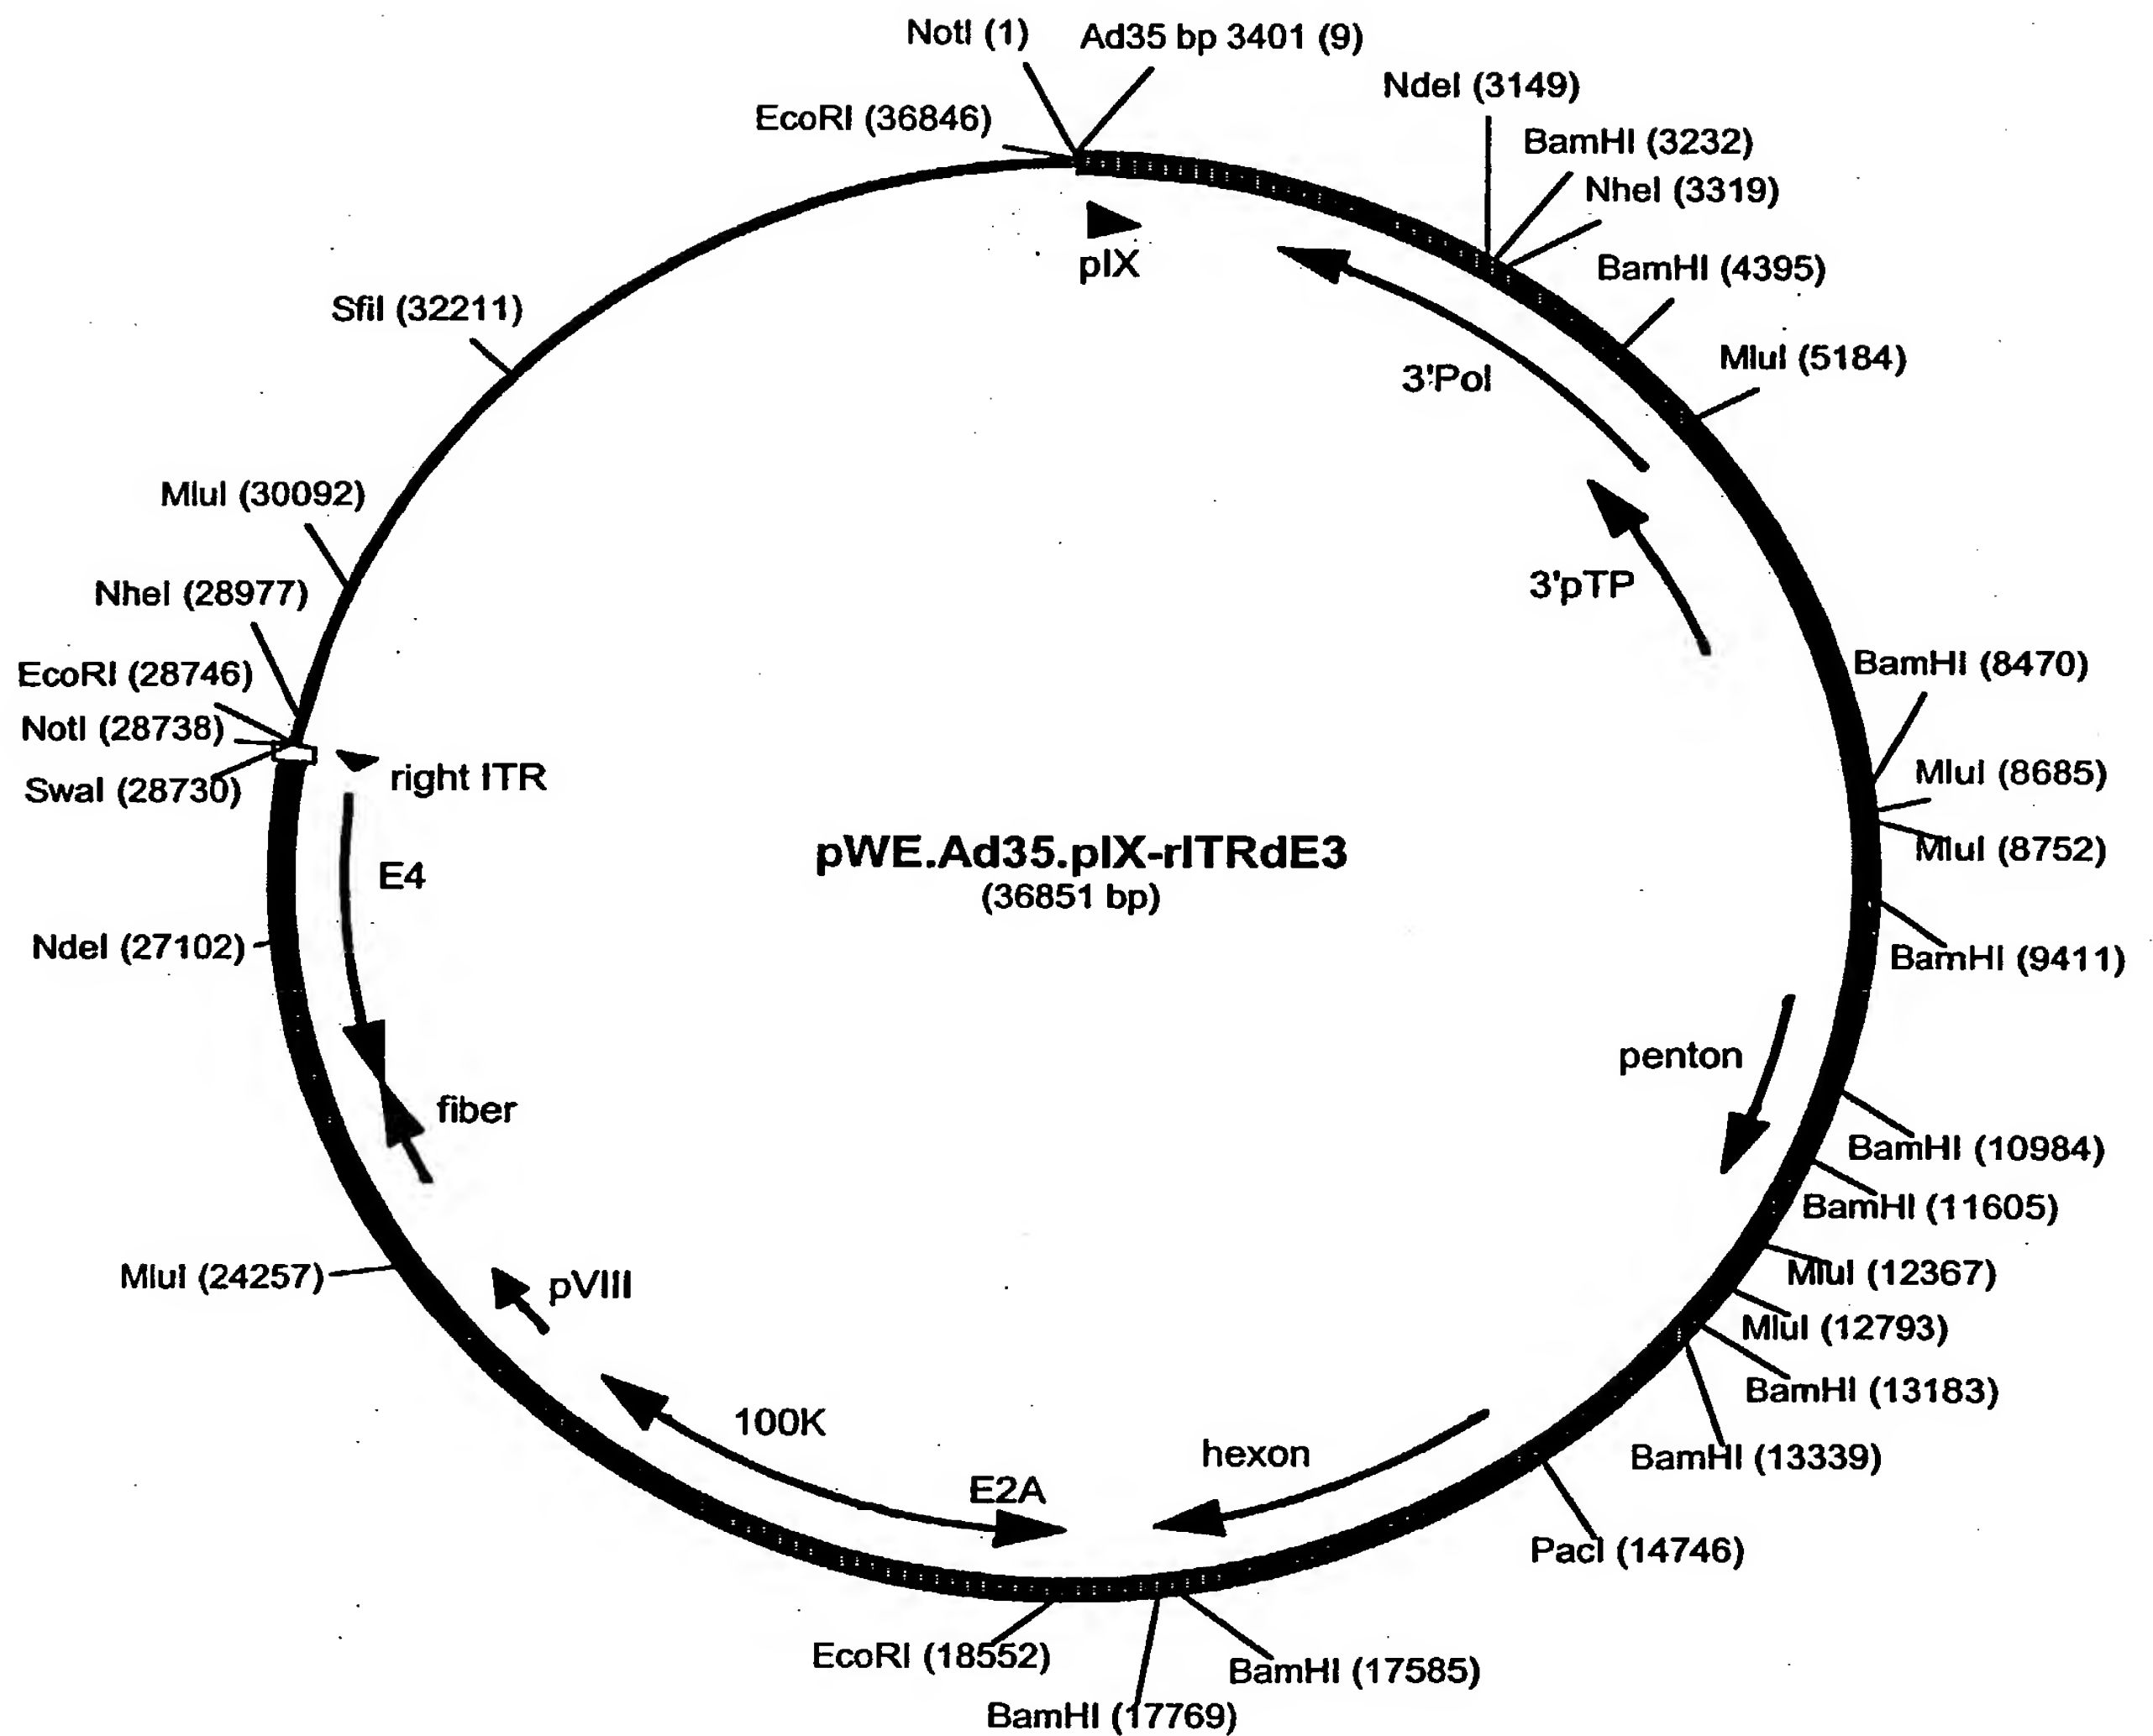 NotI (1)
Ad35 bp 3401 (9)
NdeI (3149)
EcoRI (36846)
BamHI (3232)
NheI (3319)
BamHI (4395)
pIX
SfiI (32211)
MluI (5184)
3'Pol
MluI (30092)
3'pTP
NheI (28977)
BamHI (8470)
EcoRI (28746)
NotI (28738)
right ITR
MluI (8685)
SwaI (28730)
pWE.Ad35.pIX-rITRdE3
(36851 bp)
MluI (8752)
E4
NdeI (27102)
BamHI (9411)
penton
fiber
BamHI (10984)
BamHI (11605)
MluI (24257)
pVIII
MluI (12367)
MluI (12793)
BamHI (13183)
100K
hexon
BamHI (13339)
E2A
PacI (14746)
EcoRI (18552)
BamHI (17585)
BamHI (17769)